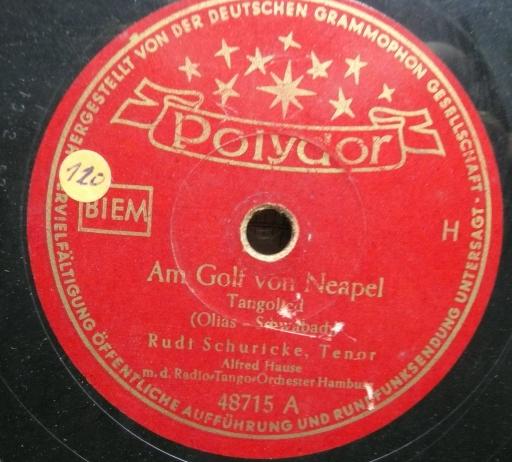 HERGESTELLT VON DER DEUTSCHEN GRAMMOPHON GESELLSCHAFT · 
VERVIELFÄLTIGUNG ÖFFENTLICHE AUFFÜHRUNG UND RUNDFUNKSENDUNG UNTERSAGT ·
Polydor
120
BIEM
H
Am Golf von Neapel
Tangolied
(Olias - Schwabach)
Rudi Schuricke, Tenor
Alfred Hause
m. d. Radio-Tango-Orchester Hamburg
48715 A